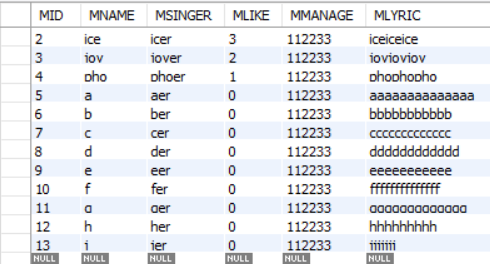 MID MNAME MSINGER MLIKE MMANAGE MLYRIC
2 ice icer 3 112233 iceiceice
3 iov iover 2 112233 iovioviov
4 pho phoer 1 112233 phophopho
5 a aer 0 112233 aaaaaaaaaaaaaa
6 b ber 0 112233 bbbbbbbbbbb
7 c cer 0 112233 ccccccccccccc
8 d der 0 112233 dddddddddddd
9 e eer 0 112233 eeeeeeeeeee
10 f fer 0 112233 ffffffffffffff
11 g ger 0 112233 ggggggggggggg
12 h her 0 112233 hhhhhhhhh
13 i ier 0 112233 iiiiiii
NULL NULL NULL NULL NULL NULL